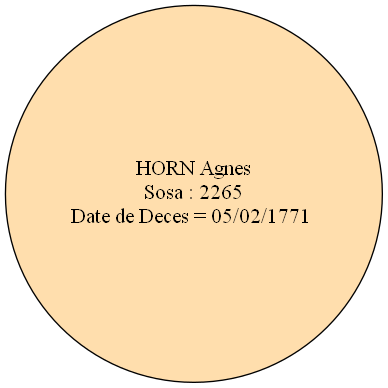 HORN Agnes
Sosa : 2265
Date de Deces = 05/02/1771